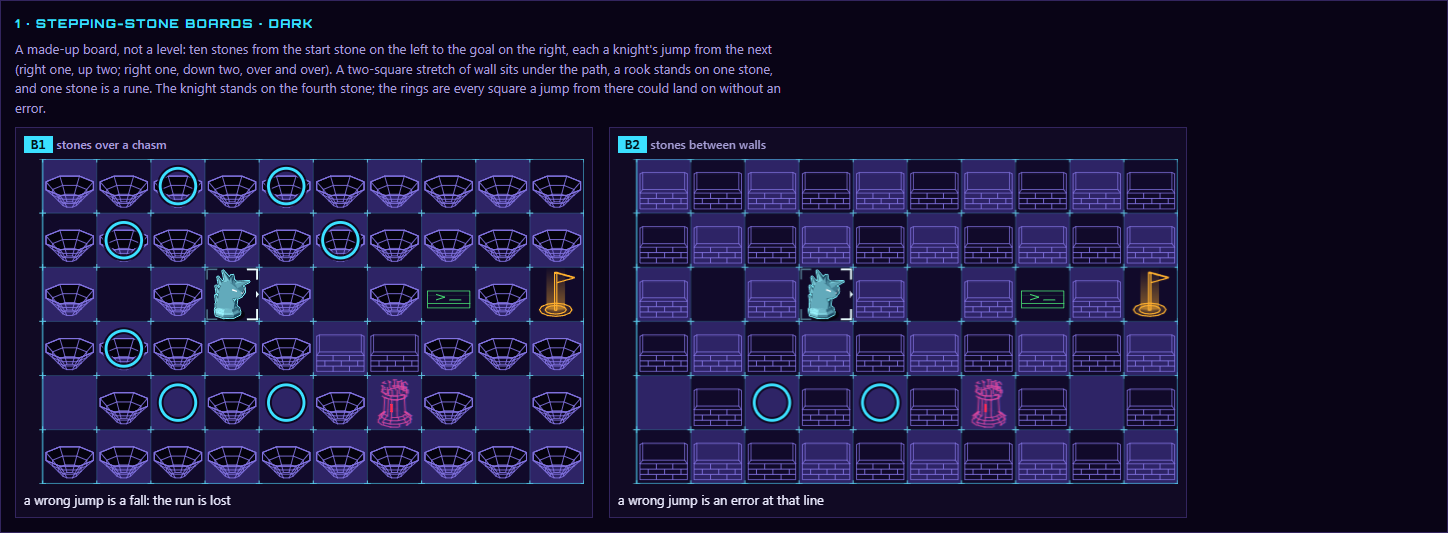 1 · STEPPING-STONE BOARDS · DARK
A made-up board, not a level: ten stones from the start stone on the left to the goal on the right, each a knight's jump from the next
(right one, up two; right one, down two, over and over). A two-square stretch of wall sits under the path, a rook stands on one stone,
and one stone is a rune. The knight stands on the fourth stone; the rings are every square a jump from there could land on without an
error.
B1 stones over a chasm
>_
a wrong jump is a fall: the run is lost
B2 stones between walls
>_
a wrong jump is an error at that line